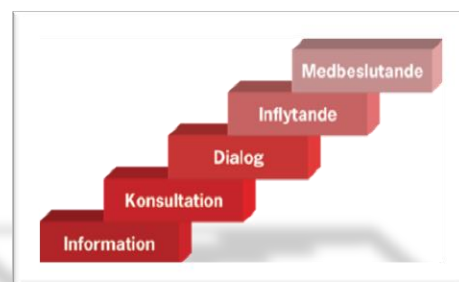 Medbeslutande
Inflytande
Dialog
Konsultation
Information